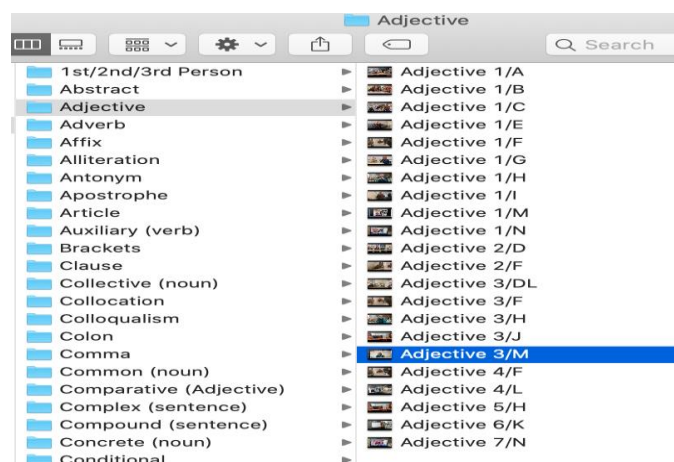 Adjective
Search
1st/2nd/3rd Person
Abstract
Adjective
Adverb
Affix
Alliteration
Antonym
Apostrophe
Article
Auxiliary (verb)
Brackets
Clause
Collective (noun)
Collocation
Colloqualism
Colon
Comma
Common (noun)
Comparative (Adjective)
Complex (sentence)
Compound (sentence)
Concrete (noun)
Conditional
Adjective 1/A
Adjective 1/B
Adjective 1/C
Adjective 1/E
Adjective 1/F
Adjective 1/G
Adjective 1/H
Adjective 1/I
Adjective 1/M
Adjective 1/N
Adjective 2/D
Adjective 2/F
Adjective 3/DL
Adjective 3/F
Adjective 3/H
Adjective 3/J
Adjective 3/M
Adjective 4/F
Adjective 4/L
Adjective 5/H
Adjective 6/K
Adjective 7/N